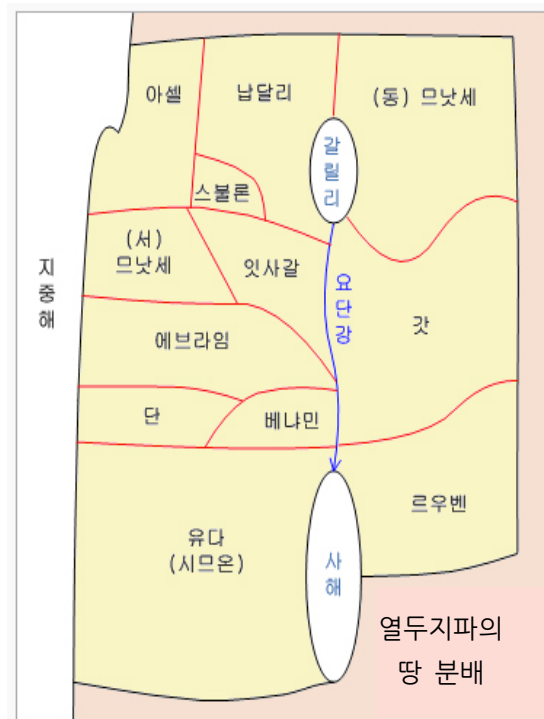 아셀
납달리
(동) 므낫세
갈릴리
스불론
(서)
므낫세
잇사갈
지중해
요단강
에브라임
갓
단
베냐민
르우벤
유다
(시므온)
사해
열두지파의
땅 분배